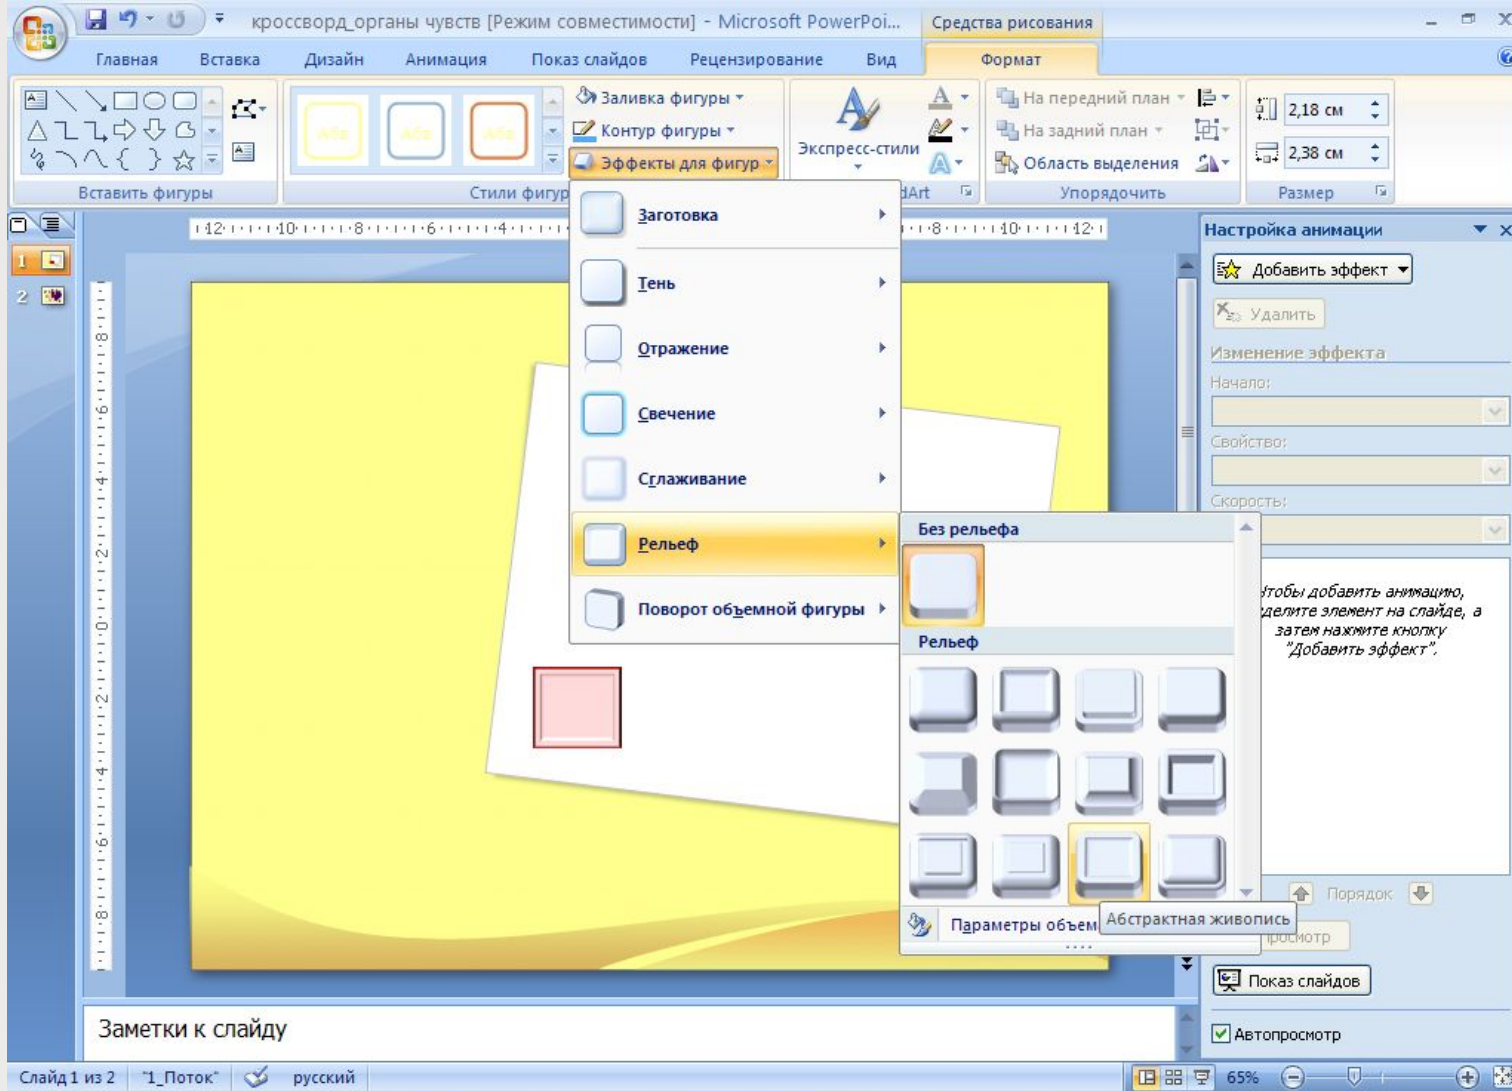 кроссворд_органы чувств [Режим совместимости] - Microsoft PowerPoi...
Средства рисования
Главная
Вставка
Дизайн
Анимация
Показ слайдов
Рецензирование
Вид
Формат
Заливка фигуры
Контур фигуры
Эффекты для фигур
Экспресс-стили
На передний план
На задний план
Область выделения
2,18 см
2,38 см
Вставить фигуры
Стили фигур
dArt
Упорядочить
Размер
Заготовка
Тень
Отражение
Свечение
Сглаживание
Рельеф
Поворот объемной фигуры
Без рельефа
Рельеф
Параметры объем
Абстрактная живопись
Настройка анимации
Добавить эффект
Удалить
Изменение эффекта
Начало:
Свойство:
Скорость:
Чтобы добавить анимацию,
делите элемент на слайде, а
затем нажмите кнопку
"Добавить эффект".
Порядок
росмотр
Показ слайдов
Автопросмотр
1
2
Заметки к слайду
Слайд 1 из 2
"1_Поток"
русский
65%